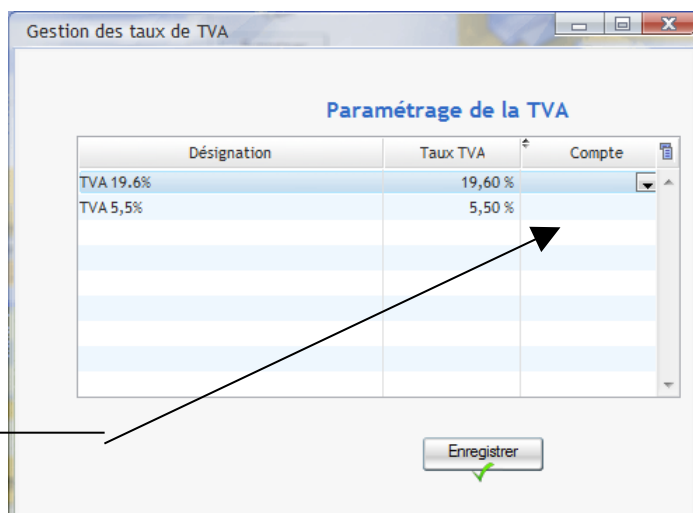 Gestion des taux de TVA
Paramétrage de la TVA
Désignation Taux TVA Compte
TVA 19.6% 19,60 %
TVA 5,5% 5,50 %
Enregistrer